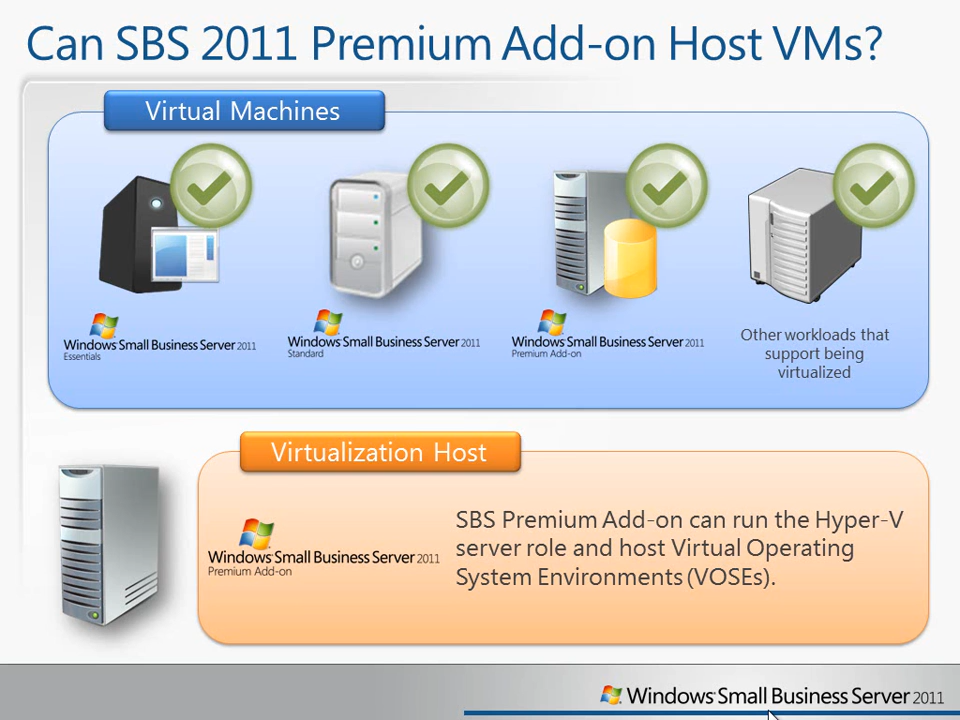 Can SBS 2011 Premium Add-on Host VMs?
Virtual Machines
Windows Small Business Server 2011
Essentials
Windows Small Business Server 2011
Standard
Windows Small Business Server 2011
Premium Add-on
Other workloads that
support being
virtualized
Virtualization Host
Windows Small Business Server 2011
Premium Add-on
SBS Premium Add-on can run the Hyper-V
server role and host Virtual Operating
System Environments (VOSEs).
Windows Small Business Server 2011